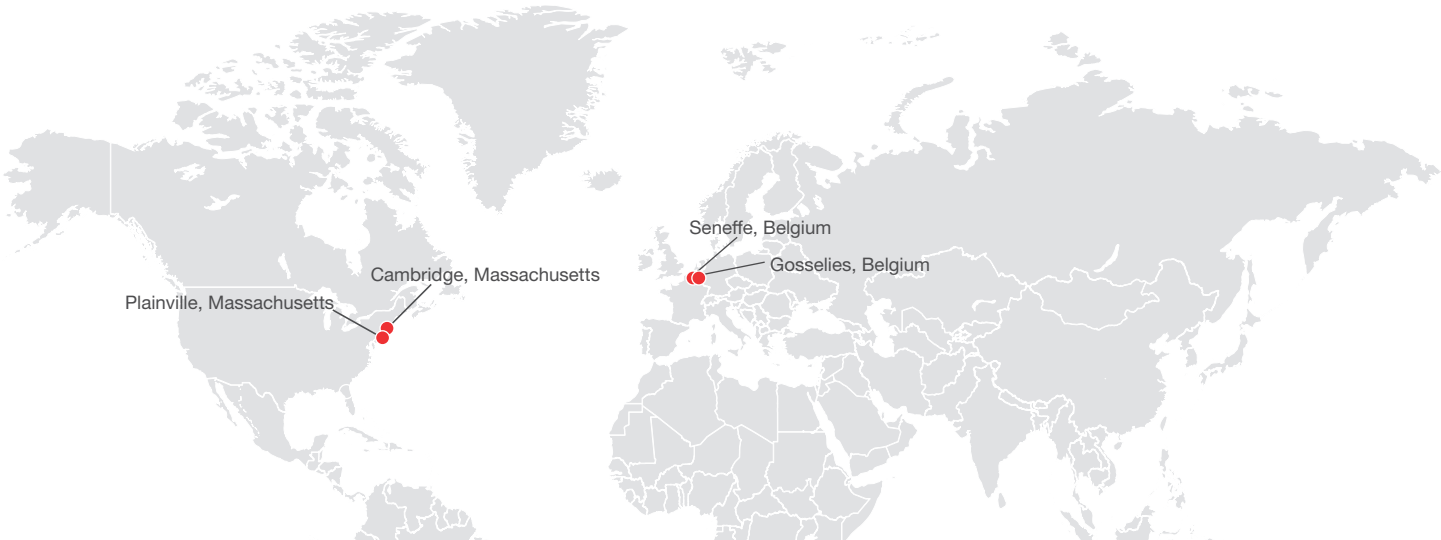 Seneffe, Belgium
Gosselies, Belgium
Cambridge, Massachusetts
Plainville, Massachusetts